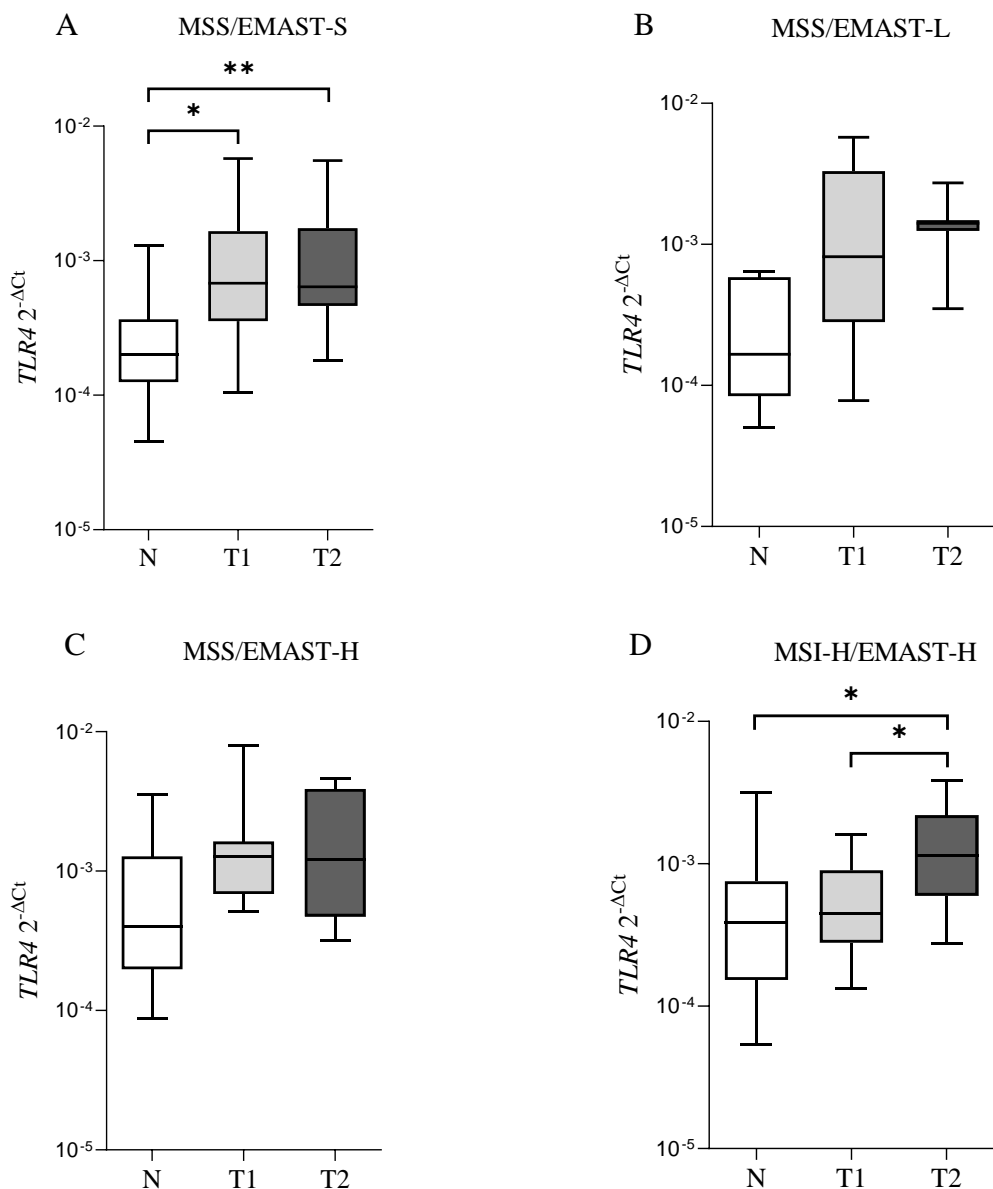 A
MSS/EMAST-S
**
*
10-2
10-3
10-4
10-5
TLR4 2-ΔCt
N T1 T2
B
MSS/EMAST-L
10-2
10-3
10-4
10-5
TLR4 2-ΔCt
N T1 T2
C
MSS/EMAST-H
10-2
10-3
10-4
10-5
TLR4 2-ΔCt
N T1 T2
D
MSI-H/EMAST-H
*
*
10-2
10-3
10-4
10-5
TLR4 2-ΔCt
N T1 T2